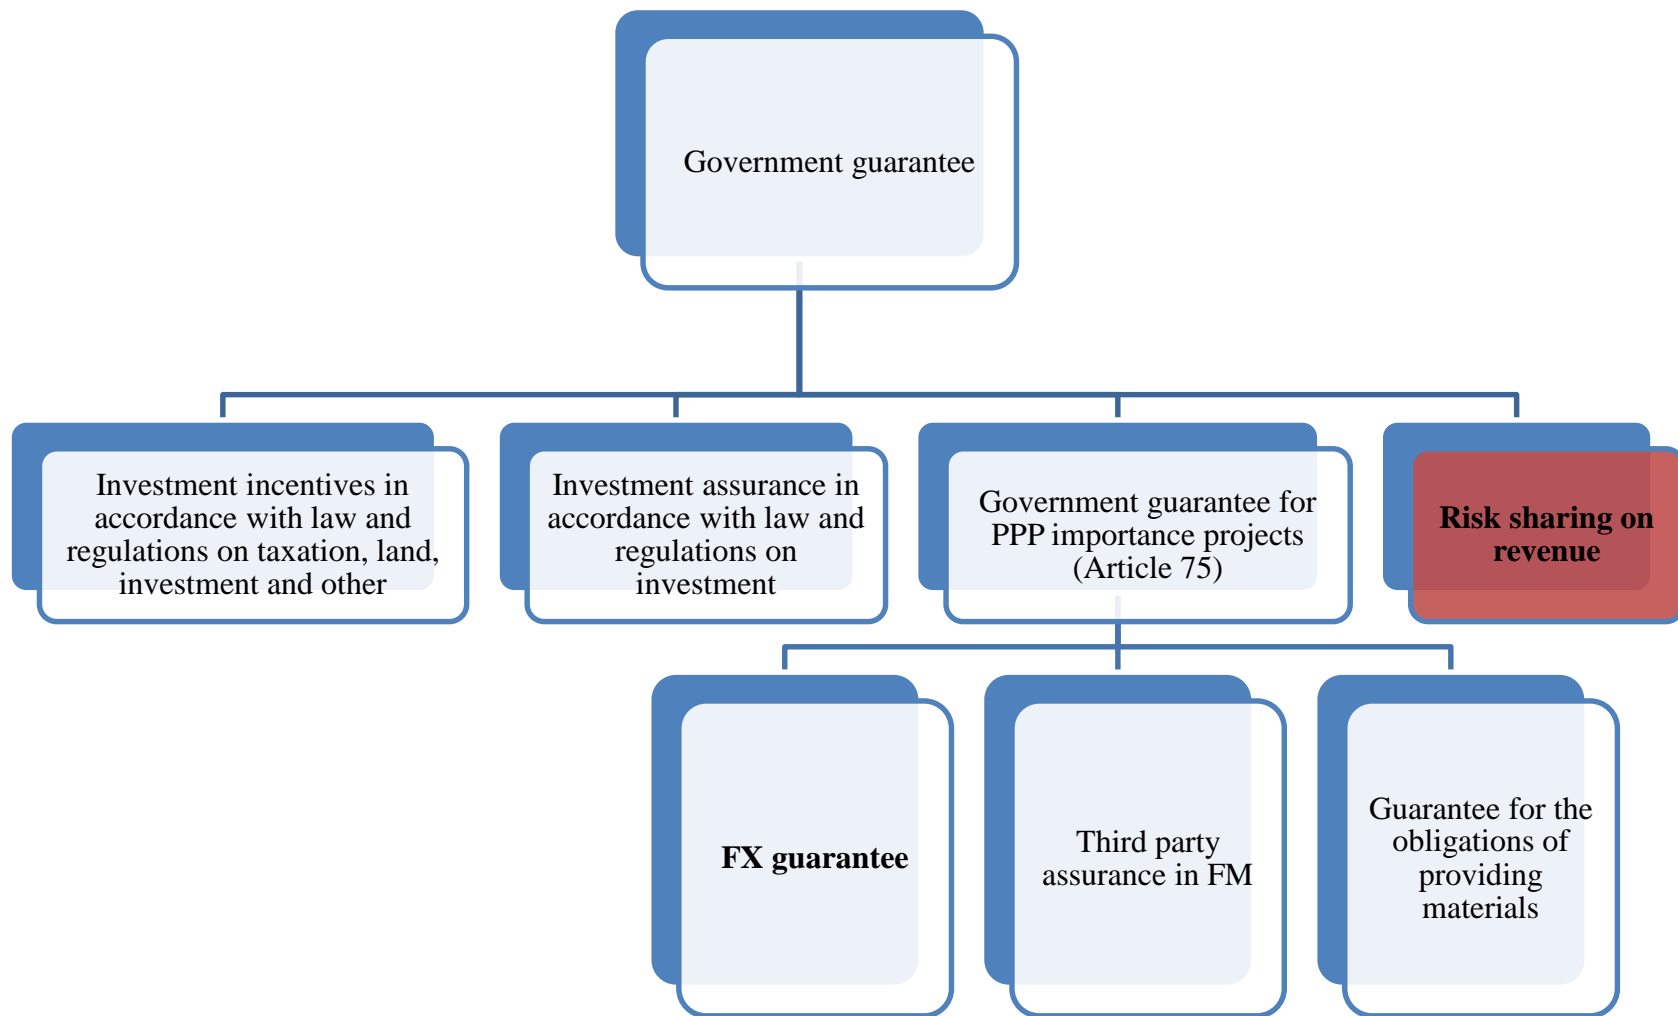 Government guarantee
Investment incentives in
accordance with law and
regulations on taxation, land,
investment and other
Investment assurance in
accordance with law and
regulations on
investment
Government guarantee for
PPP importance projects
(Article 75)
Risk sharing on
revenue
FX guarantee
Third party
assurance in FM
Guarantee for the
obligations of
providing
materials